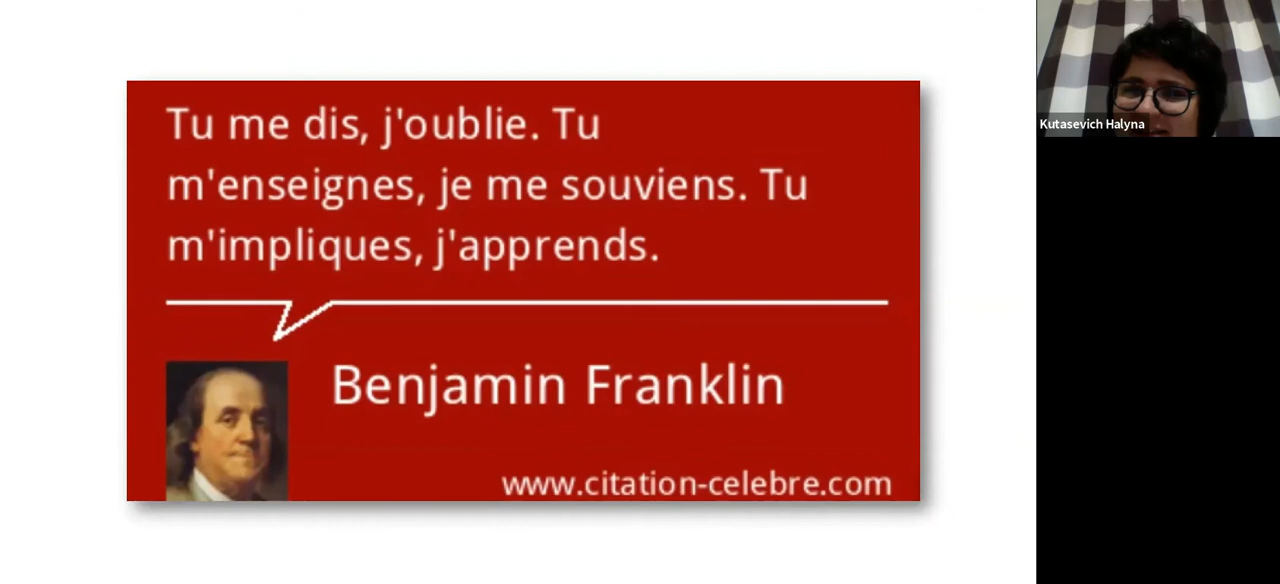 Tu me dis, j'oublie. Tu
m'enseignes, je me souviens. Tu
m'impliques, j'apprends.
Benjamin Franklin
www.citation-celebre.com
Kutasevich Halyna